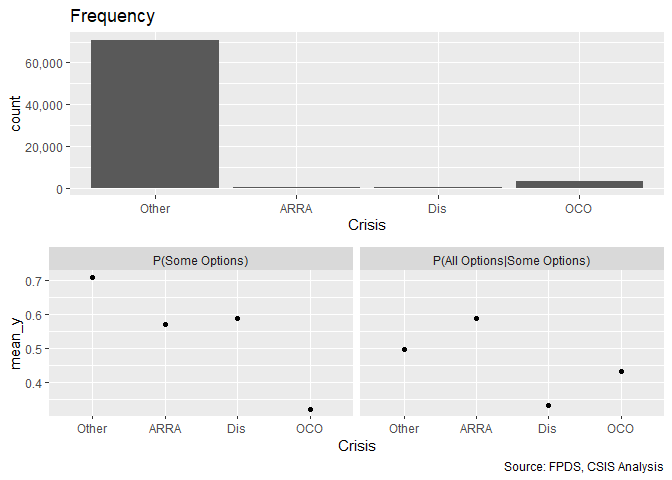 Frequency
60,000
40,000
20,000
0
count
Other ARRA Dis OCO
Crisis
P(Some Options) P(All Options|Some Options)
0.7
0.6
0.5
0.4
mean_y
Other ARRA Dis OCO Other ARRA Dis OCO
Crisis
Source: FPDS, CSIS Analysis